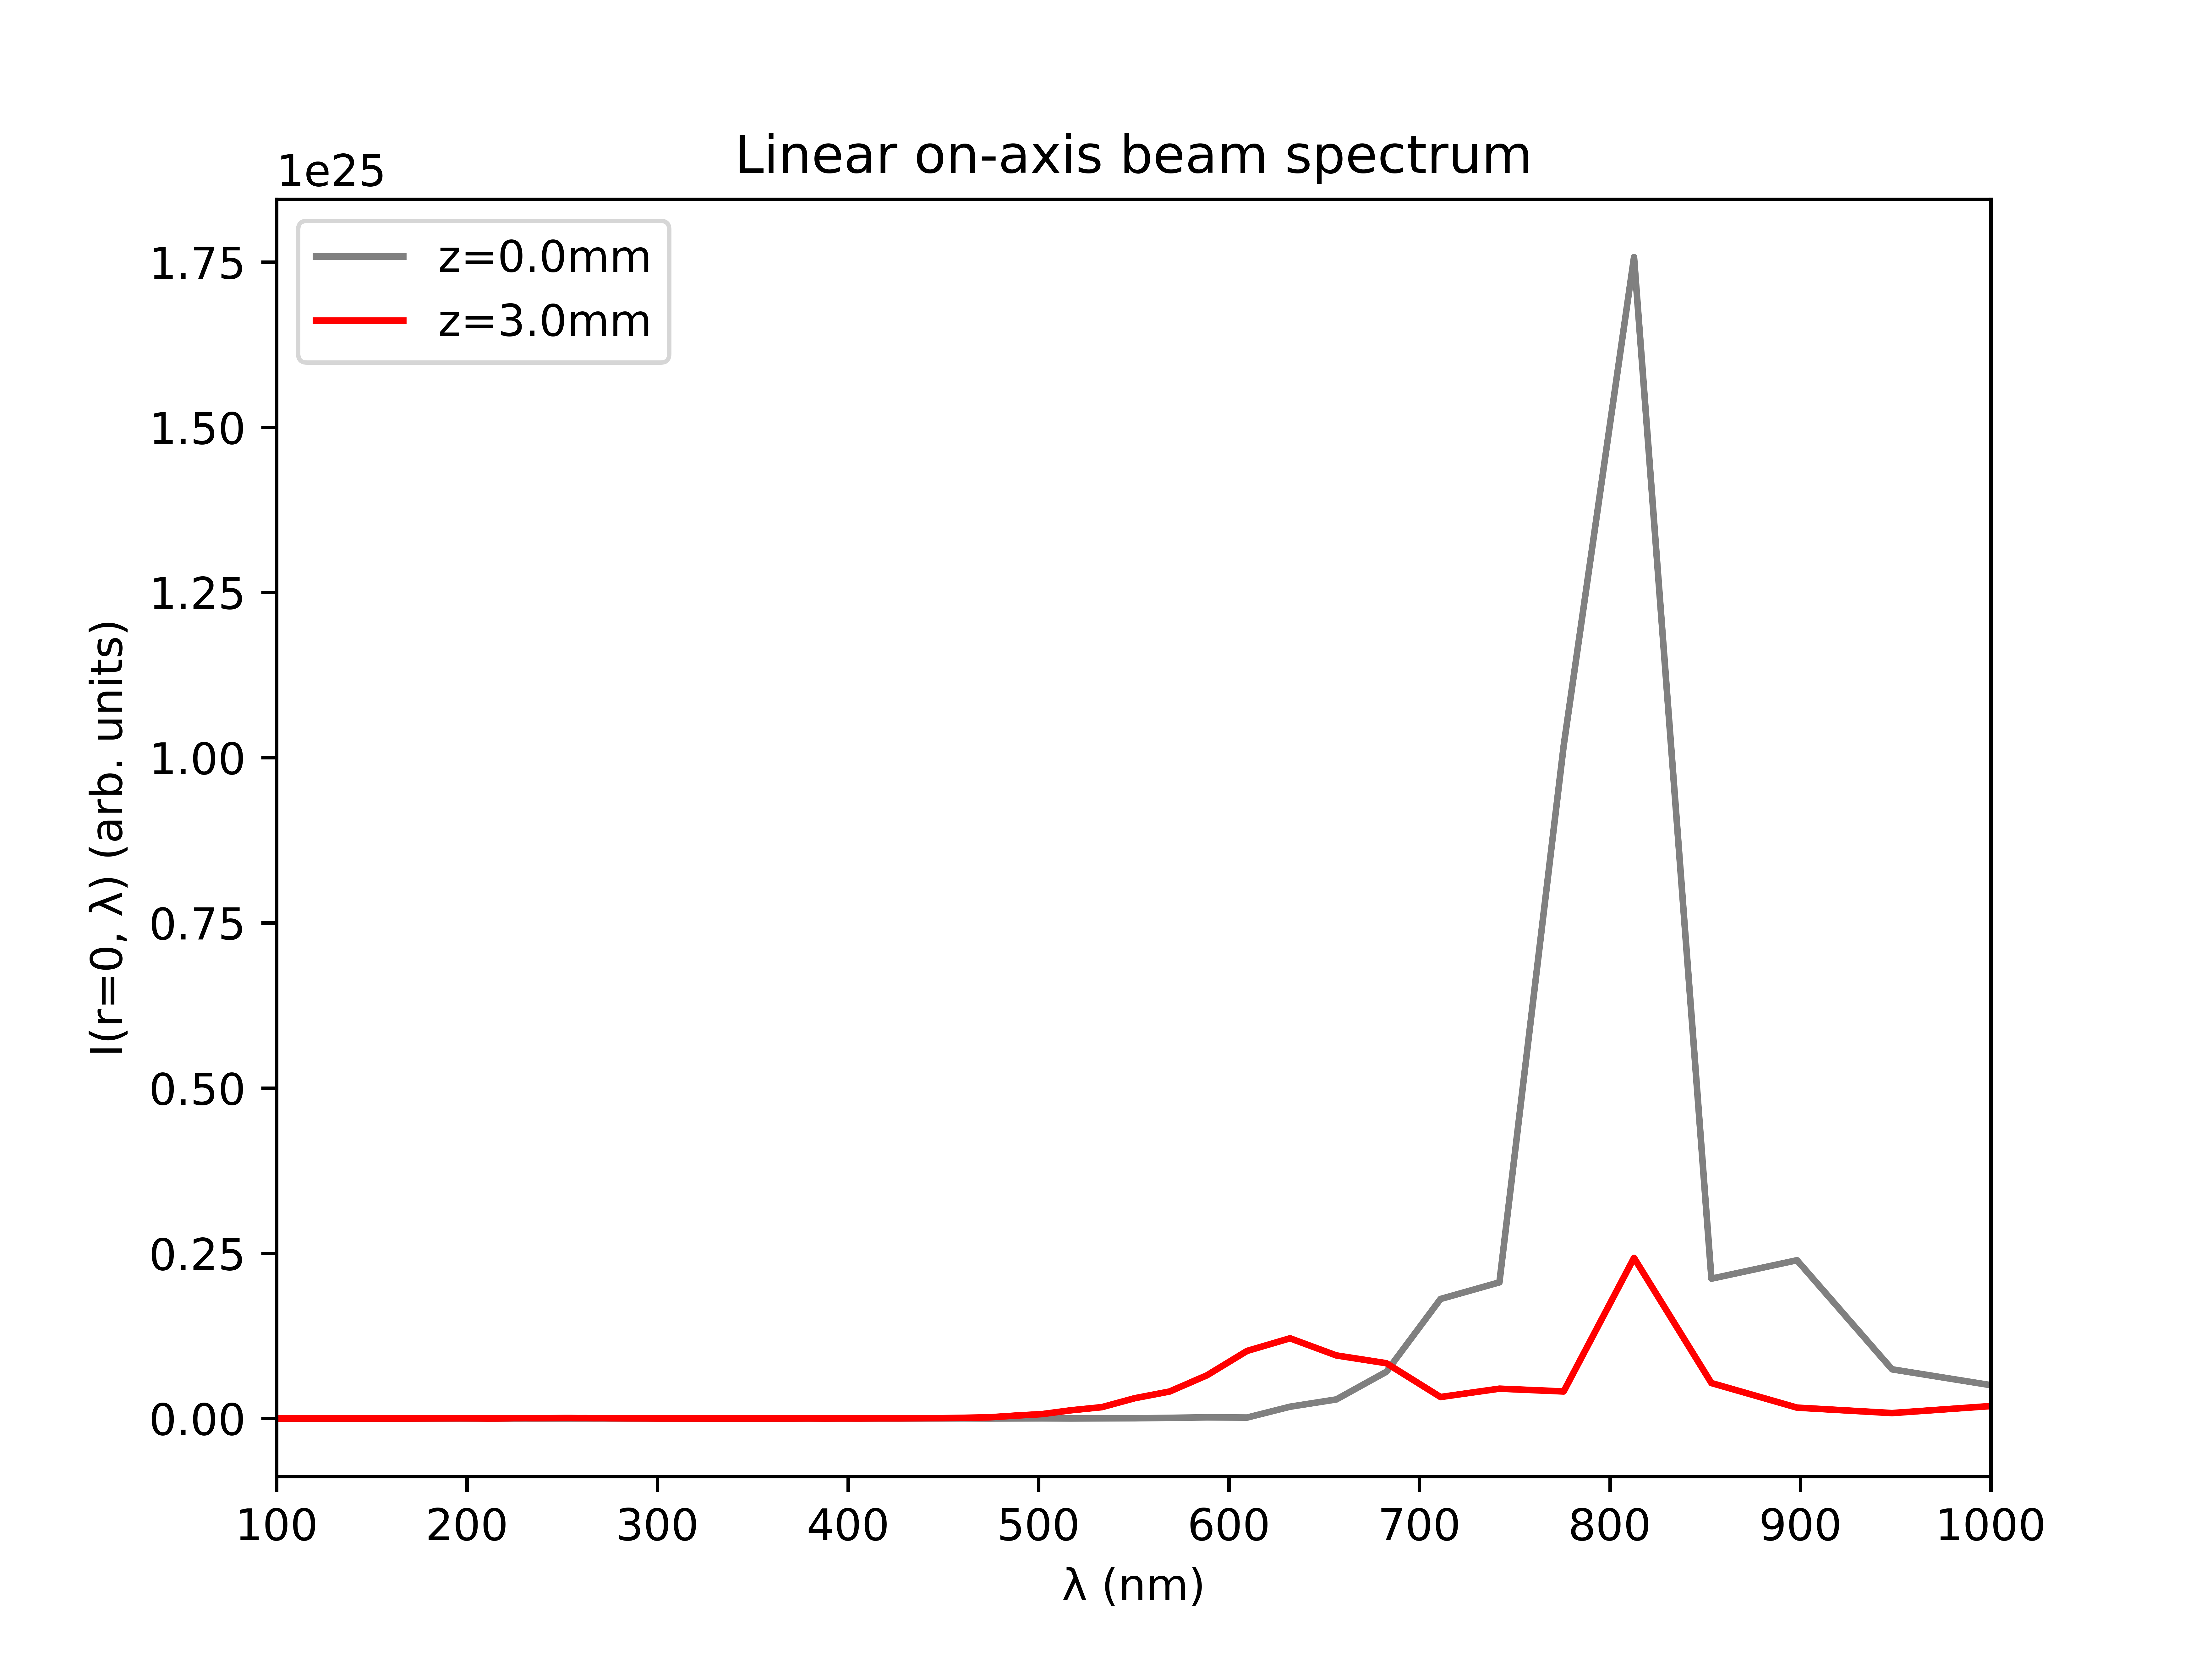 Linear on-axis beam spectrum
1e25
z=0.0mm
z=3.0mm
1.75
1.50
1.25
1.00
0.75
0.50
0.25
0.00
I(r=0, λ) (arb. units)
100 200 300 400 500 600 700 800 900 1000
λ (nm)